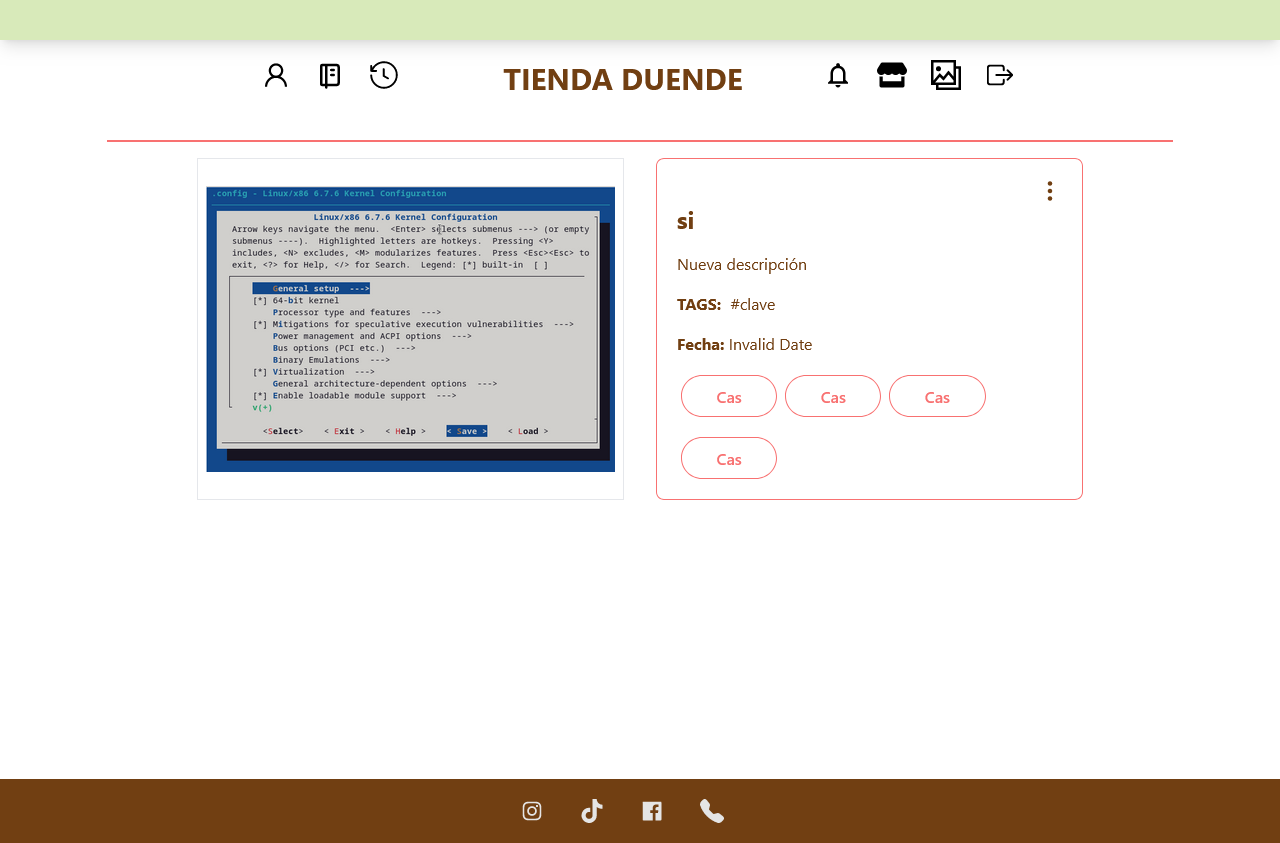 TIENDA DUENDE
.config - Linux/x86 6.7.6 Kernel Configuration
Linux/x86 6.7.6 Kernel Configuration
Arrow keys navigate the menu.  <Enter> selects submenus ---> (or empty
submenus ----).  Highlighted letters are hotkeys.  Pressing <Y>
includes, <N> excludes, <M> modularizes features.  Press <Esc><Esc> to
exit, <?> for Help, </> for Search.  Legend: [*] built-in  [ ]
General setup  --->
[*] 64-bit kernel
Processor type and features  --->
[*] Mitigations for speculative execution vulnerabilities  --->
Power management and ACPI options  --->
Bus options (PCI etc.)  --->
Binary Emulations  --->
[*] Virtualization  --->
General architecture-dependent options  --->
[*] Enable loadable module support  --->
v(+)
<Select>    < Exit >    < Help >    < Save >    < Load >
si
Nueva descripción
TAGS:  #clave
Fecha: Invalid Date
Cas Cas Cas
Cas